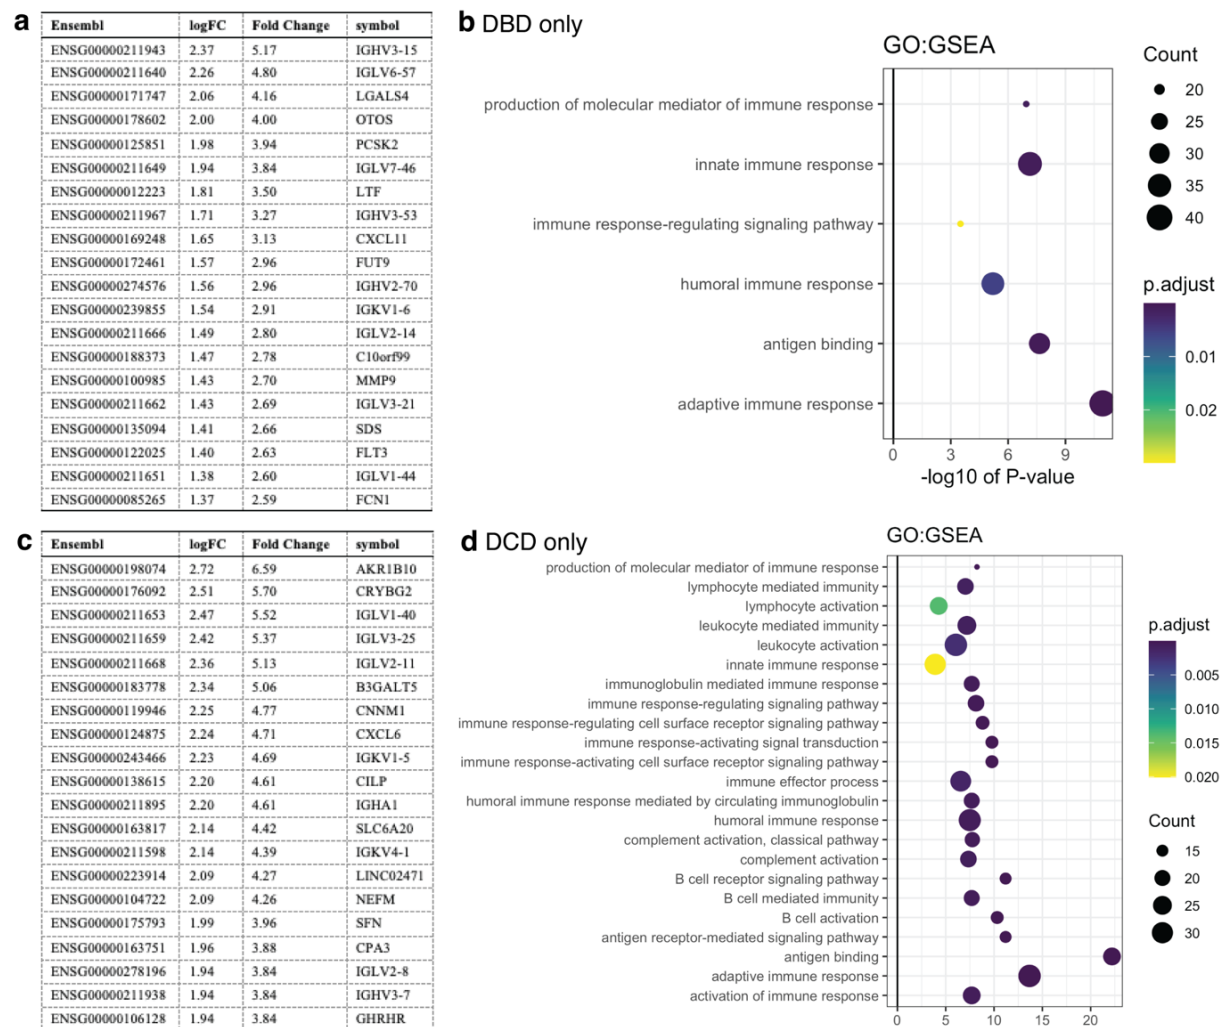 a
Ensembl logFC Fold Change symbol
ENSG00000211943 2.37 5.17 IGHV3-15
ENSG00000211640 2.26 4.80 IGLV6-57
ENSG00000171747 2.06 4.16 LGALS4
ENSG00000178602 2.00 4.00 OTOS
ENSG00000125851 1.98 3.94 PCSK2
ENSG00000211649 1.94 3.84 IGLV7-46
ENSG00000012223 1.81 3.50 LTF
ENSG00000211967 1.71 3.27 IGHV3-53
ENSG00000169248 1.65 3.13 CXCL11
ENSG00000172461 1.57 2.96 FUT9
ENSG00000274576 1.56 2.96 IGHV2-70
ENSG00000239855 1.54 2.91 IGKV1-6
ENSG00000211666 1.49 2.80 IGLV2-14
ENSG00000188373 1.47 2.78 C10orf99
ENSG00000100985 1.43 2.70 MMP9
ENSG00000211662 1.43 2.69 IGLV3-21
ENSG00000135094 1.41 2.66 SDS
ENSG00000122025 1.40 2.63 FLT3
ENSG00000211651 1.38 2.60 IGLV1-44
ENSG00000085265 1.37 2.59 FCN1
b DBD only
GO:GSEA
production of molecular mediator of immune response
innate immune response
immune response-regulating signaling pathway
humoral immune response
antigen binding
adaptive immune response
0 3 6 9
-log10 of P-value
Count
20
25
30
35
40
p.adjust
0.01
0.02
c
Ensembl logFC Fold Change symbol
ENSG00000198074 2.72 6.59 AKR1B10
ENSG00000176092 2.51 5.70 CRYBG2
ENSG00000211653 2.47 5.52 IGLV1-40
ENSG00000211659 2.42 5.37 IGLV3-25
ENSG00000211668 2.36 5.13 IGLV2-11
ENSG00000183778 2.34 5.06 B3GALT5
ENSG00000119946 2.25 4.77 CNNM1
ENSG00000124875 2.24 4.71 CXCL6
ENSG00000243466 2.23 4.69 IGKV1-5
ENSG00000138615 2.20 4.61 CILP
ENSG00000211895 2.20 4.61 IGHA1
ENSG00000163817 2.14 4.42 SLC6A20
ENSG00000211598 2.14 4.39 IGKV4-1
ENSG00000223914 2.09 4.27 LINC02471
ENSG00000104722 2.09 4.26 NEFM
ENSG00000175793 1.99 3.96 SFN
ENSG00000163751 1.96 3.88 CPA3
ENSG00000278196 1.94 3.84 IGLV2-8
ENSG00000211938 1.94 3.84 IGHV3-7
ENSG00000106128 1.94 3.84 GHRHR
d DCD only
GO:GSEA
production of molecular mediator of immune response
lymphocyte mediated immunity
lymphocyte activation
leukocyte mediated immunity
leukocyte activation
innate immune response
immunoglobulin mediated immune response
immune response-regulating signaling pathway
immune response-regulating cell surface receptor signaling pathway
immune response-activating signal transduction
immune response-activating cell surface receptor signaling pathway
immune effector process
humoral immune response mediated by circulating immunoglobulin
humoral immune response
complement activation, classical pathway
complement activation
B cell receptor signaling pathway
B cell mediated immunity
B cell activation
antigen receptor-mediated signaling pathway
antigen binding
adaptive immune response
activation of immune response
0 5 10 15 20
p.adjust
0.005
0.010
0.015
0.020
Count
15
20
25
30